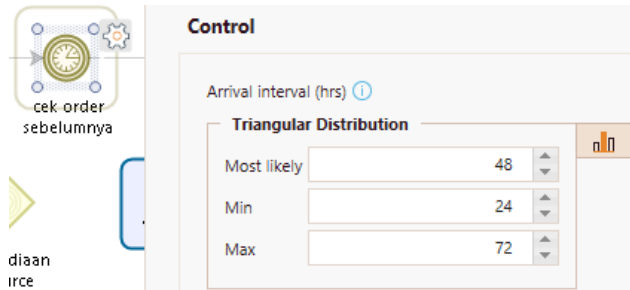 Control
cek order
sebelumnya
Arrival interval (hrs)
Triangular Distribution
Most likely 48
Min 24
Max 72
diaan
urce